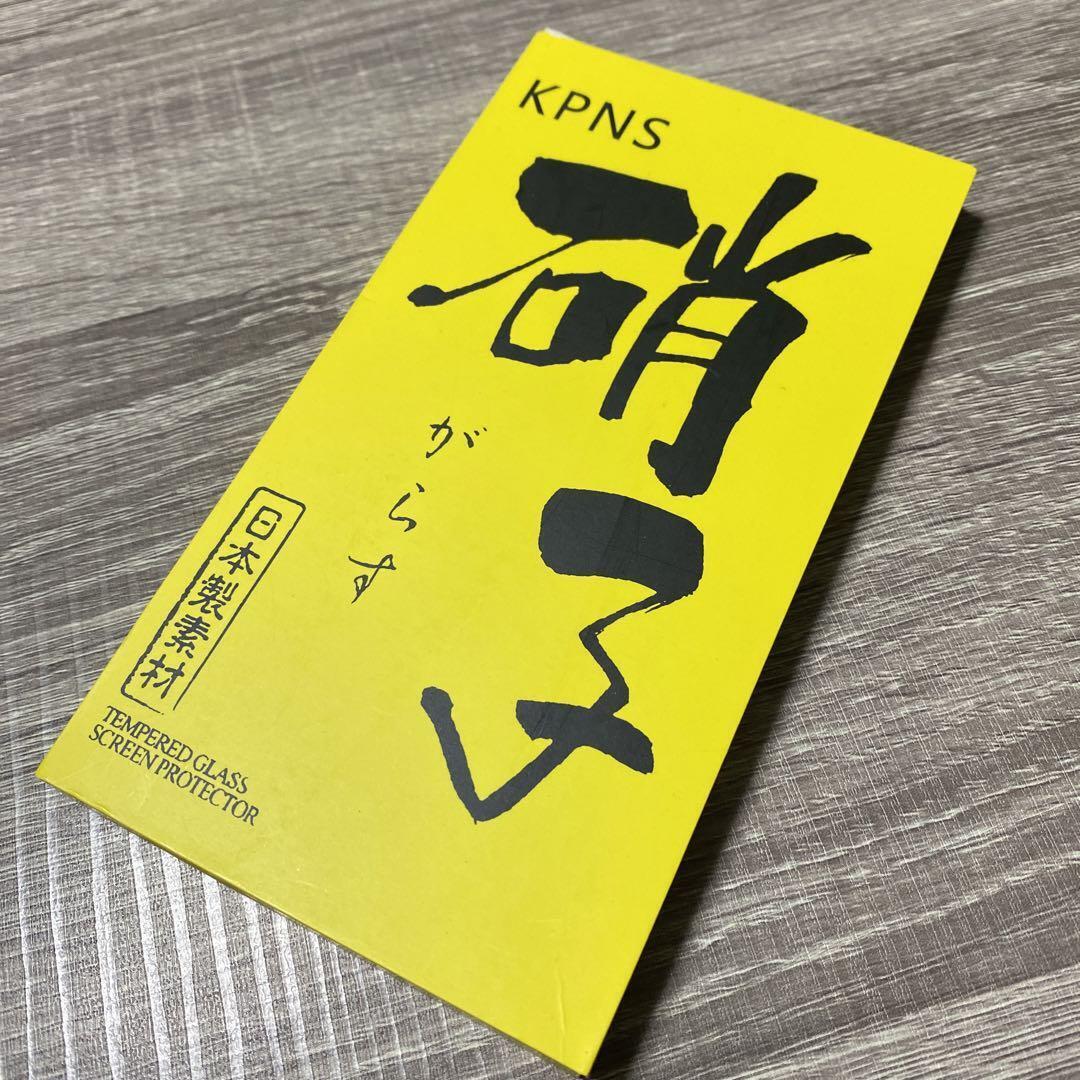 KPNS
硝子
がらす
日本製素材
TEMPERED GLASS
SCREEN PROTECTOR